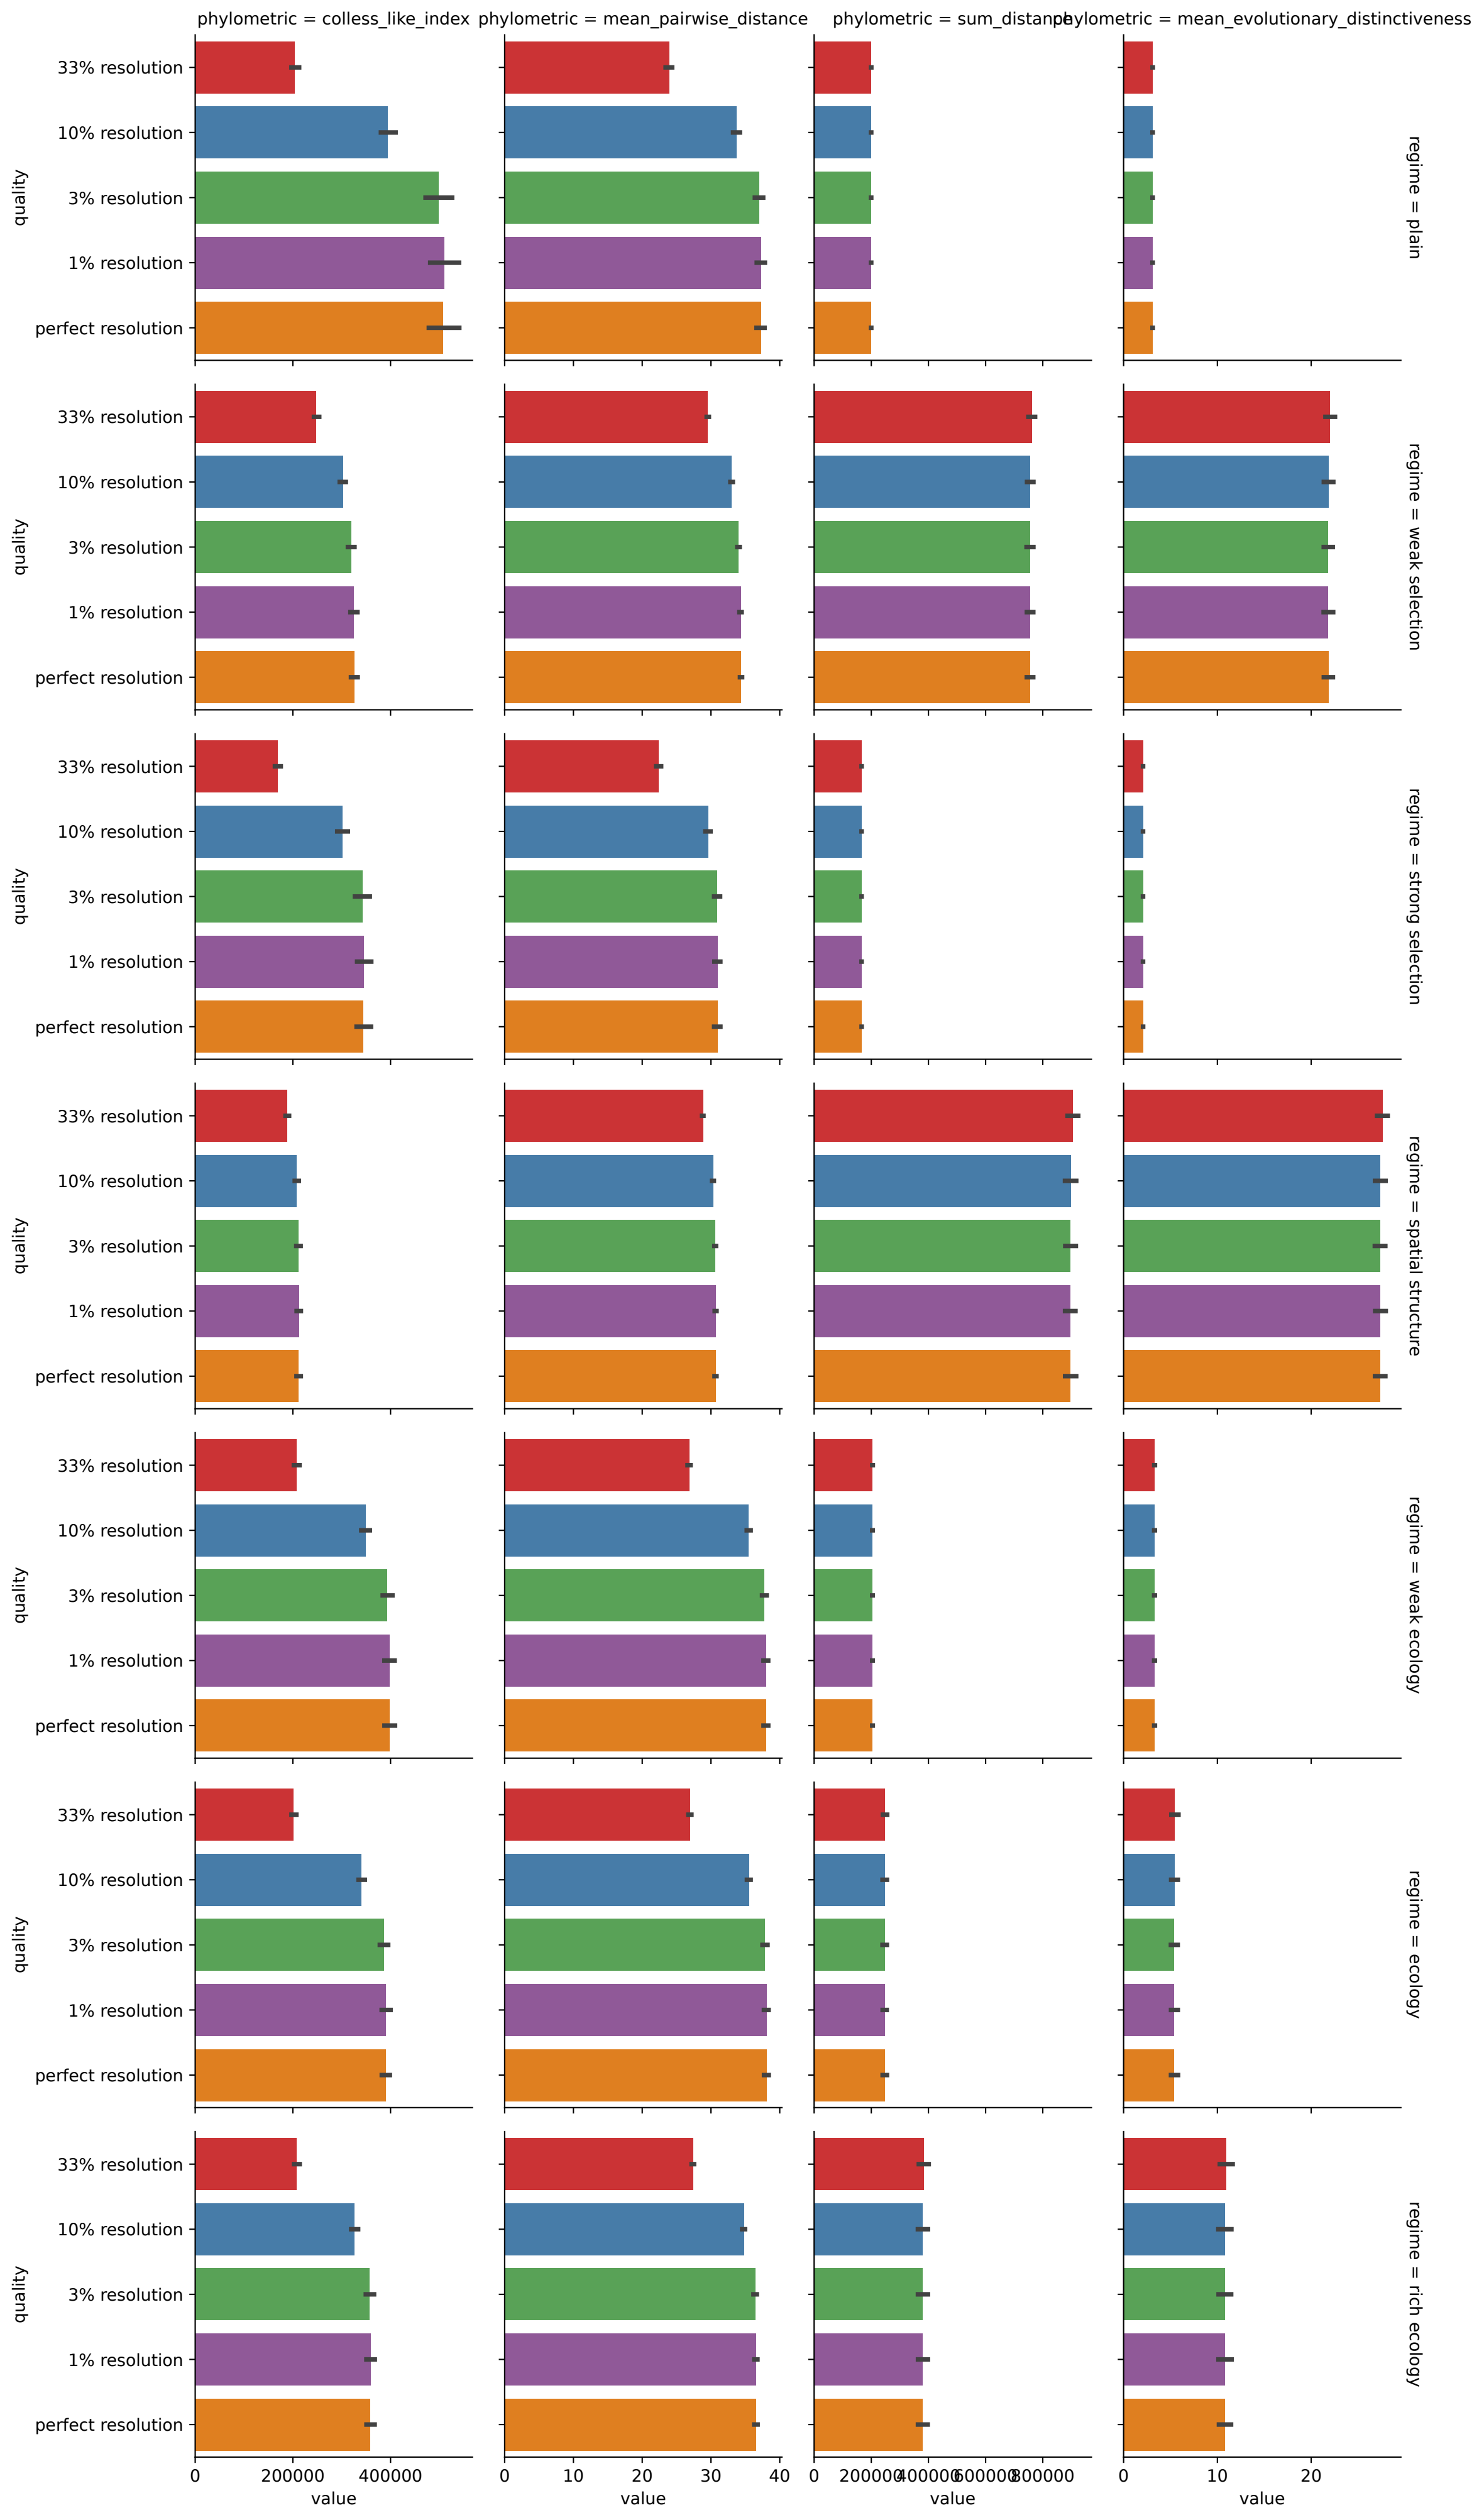 phylometric = colless_like_index
phylometric = mean_pairwise_distance
phylometric = sum_distance
phylometric = mean_evolutionary_distinctiveness
33% resolution
10% resolution
3% resolution
1% resolution
perfect resolution
quality
regime = plain
33% resolution
10% resolution
3% resolution
1% resolution
perfect resolution
quality
regime = weak selection
33% resolution
10% resolution
3% resolution
1% resolution
perfect resolution
quality
regime = strong selection
33% resolution
10% resolution
3% resolution
1% resolution
perfect resolution
quality
regime = spatial structure
33% resolution
10% resolution
3% resolution
1% resolution
perfect resolution
quality
regime = weak ecology
33% resolution
10% resolution
3% resolution
1% resolution
perfect resolution
quality
regime = ecology
33% resolution
10% resolution
3% resolution
1% resolution
perfect resolution
quality
regime = rich ecology
0 200000 400000
value
0 10 20 30 40
value
0 200000 400000 600000 800000
value
0 10 20
value